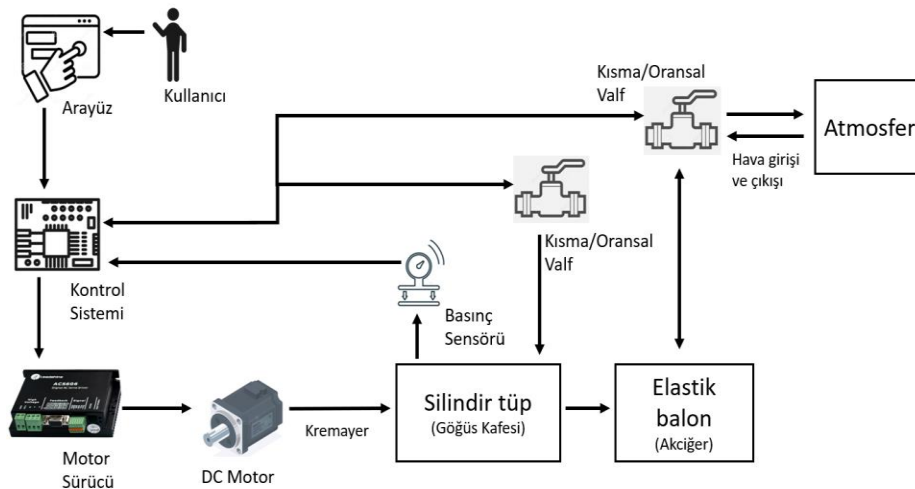 Arayüz
Kullanıcı
Kısma/Oransal
Valf
Atmosfer
Hava girişi
ve çıkışı
Kısma/Oransal
Valf
Kontrol
Sistemi
Basınç
Sensörü
Silindir tüp
(Göğüs Kafesi)
Elastik
balon
(Akciğer)
Kremayer
Motor
Sürücü
DC Motor